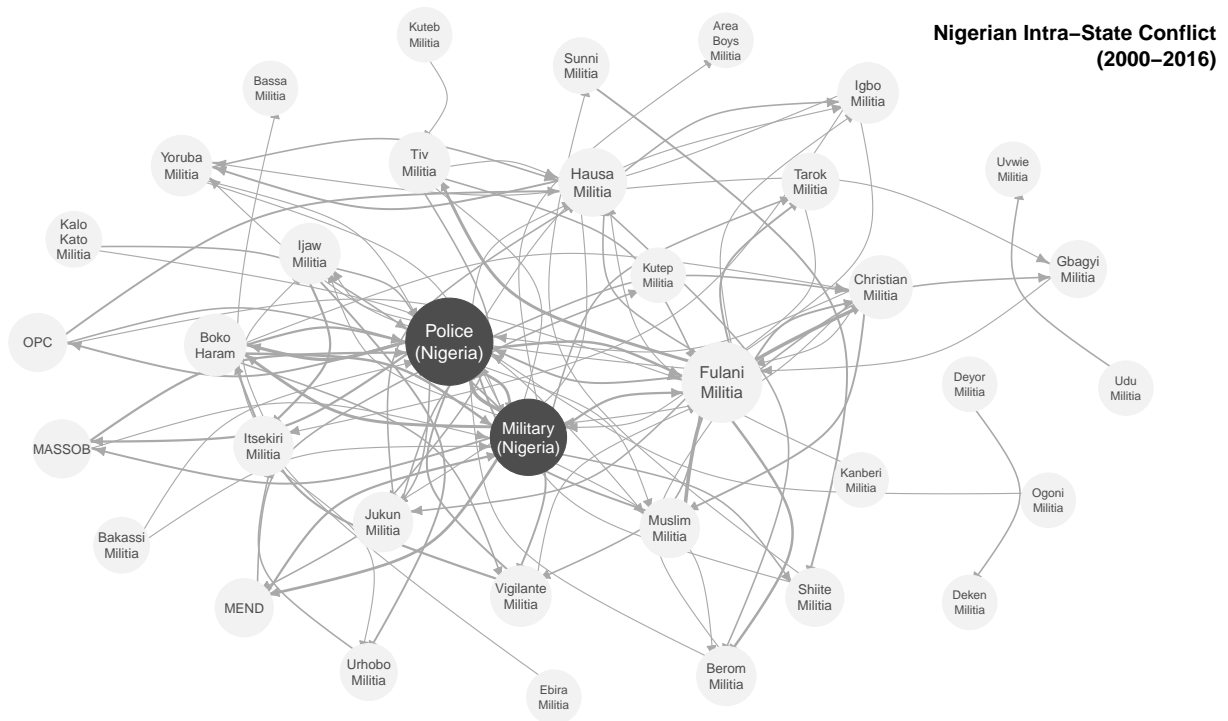 Nigerian Intra−State Conflict
(2000−2016)
Kuteb
Militia
Area
Boys
Militia
Sunni
Militia
Bassa
Militia
Igbo
Militia
Yoruba
Militia
Tiv
Militia
Hausa
Militia
Tarok
Militia
Uvwie
Militia
Kalo
Kato
Militia
Ijaw
Militia
Kutep
Militia
Christian
Militia
Gbagyi
Militia
OPC
Boko
Haram
Police
(Nigeria)
Fulani
Militia
Deyor
Militia
Udu
Militia
MASSOB
Itsekiri
Militia
Military
(Nigeria)
Kanberi
Militia
Ogoni
Militia
Bakassi
Militia
Jukun
Militia
Muslim
Militia
MEND
Vigilante
Militia
Shiite
Militia
Deken
Militia
Urhobo
Militia
Ebira
Militia
Berom
Militia